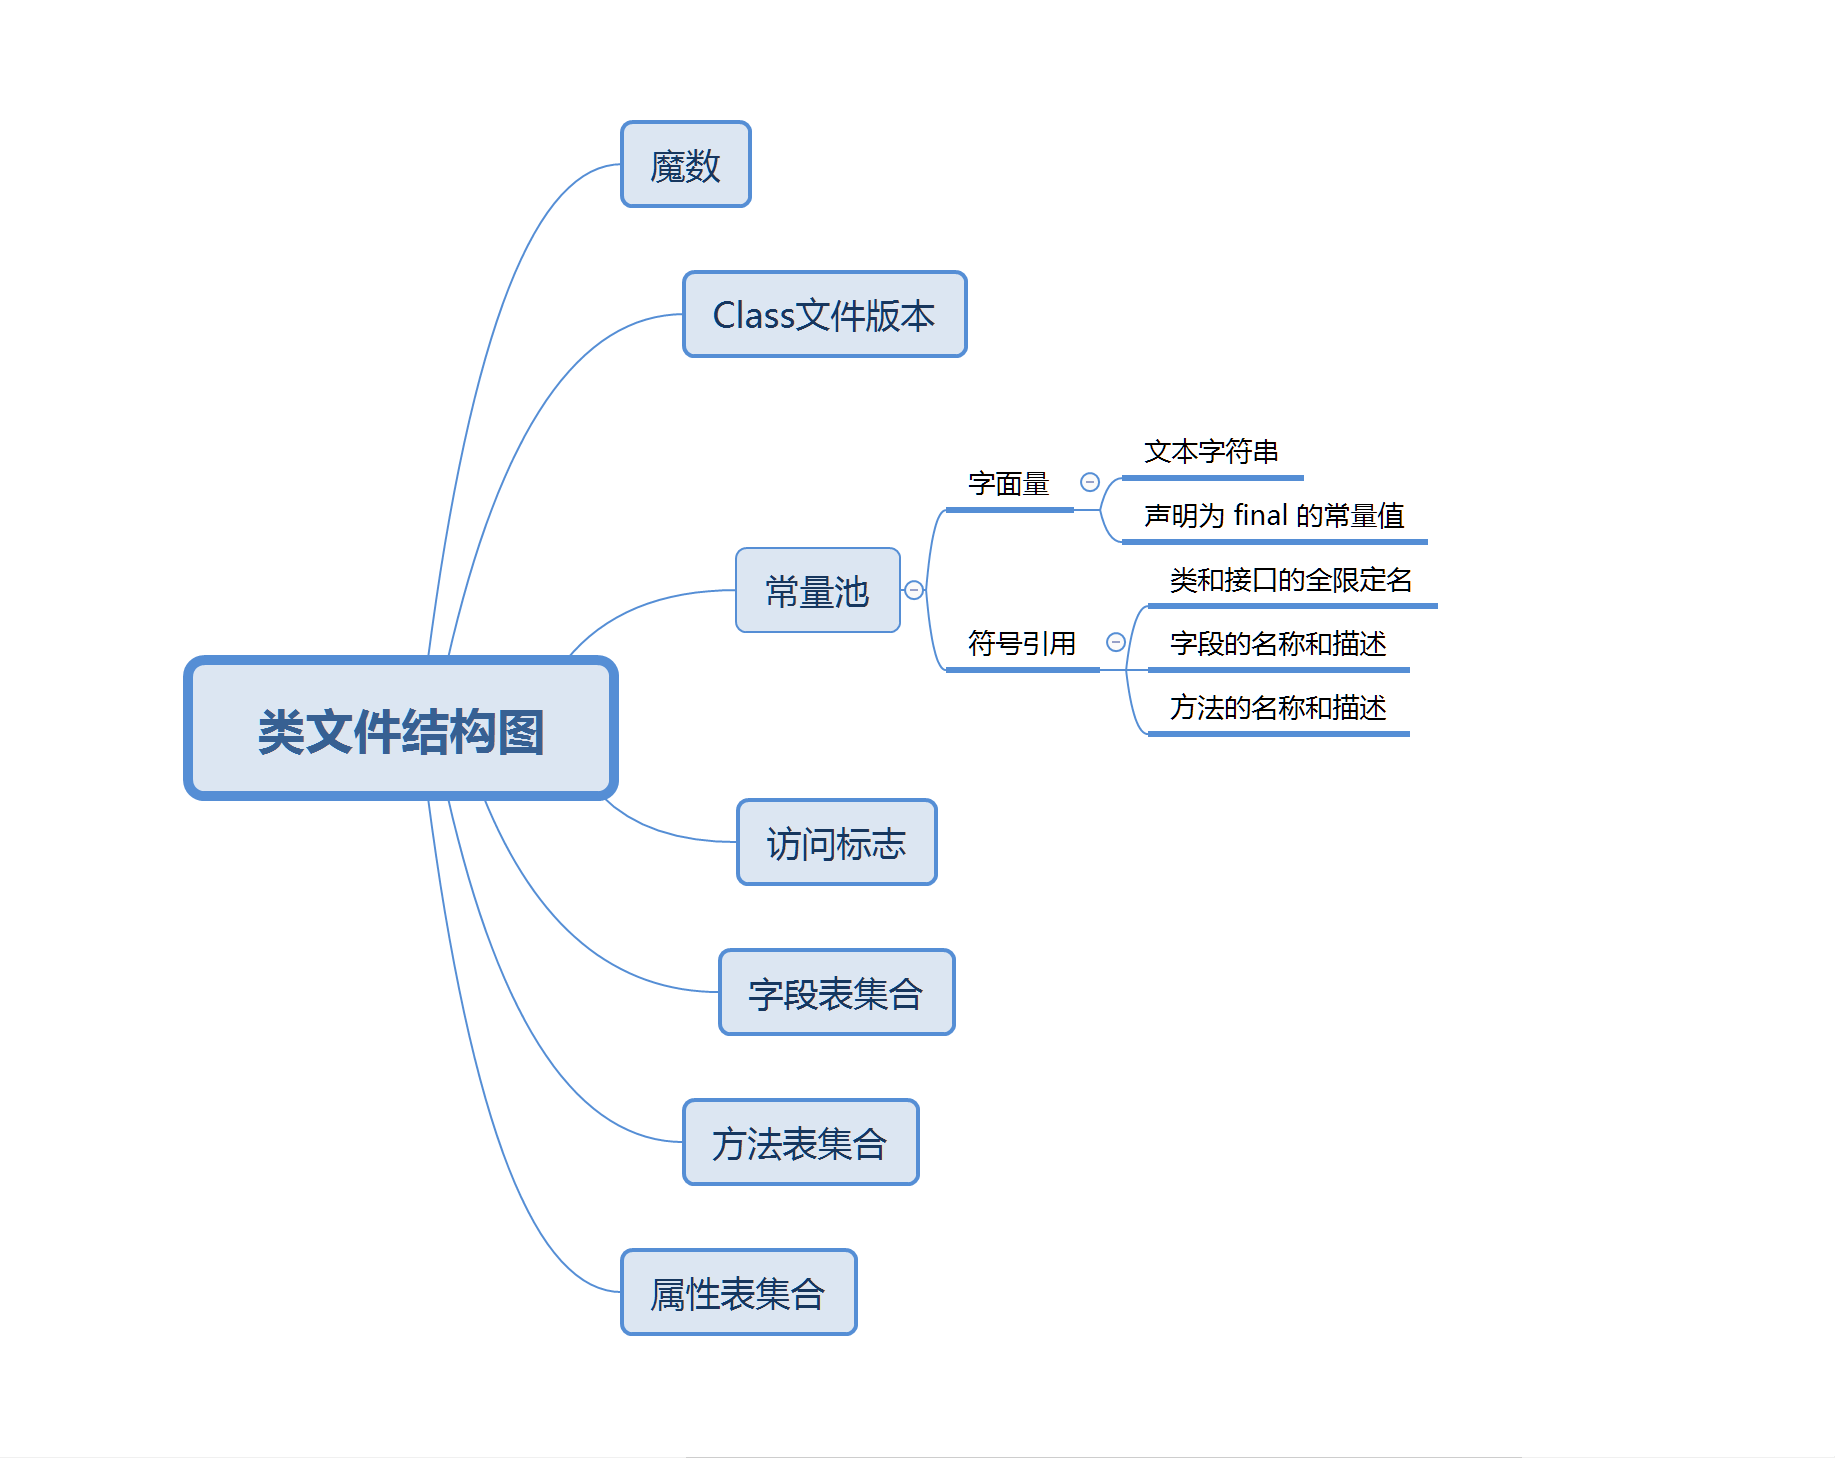 类文件结构图
魔数
Class文件版本
常量池
字面量
文本字符串
声明为 final 的常量值
符号引用
类和接口的全限定名
字段的名称和描述
方法的名称和描述
访问标志
字段表集合
方法表集合
属性表集合